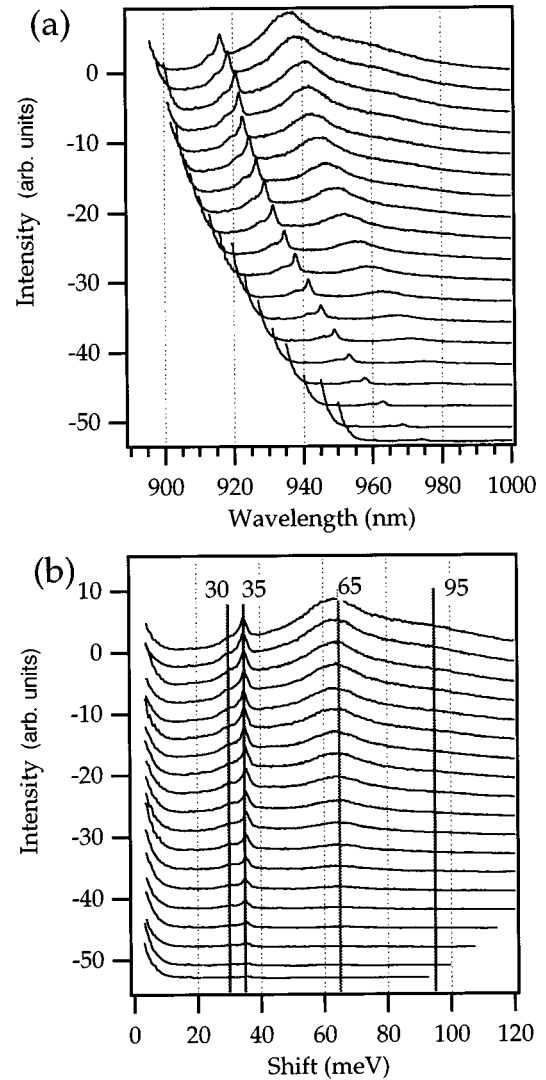 (a)
Intensity (arb. units)
0
-10
-20
-30
-40
-50
900 920 940 960 980 1000
Wavelength (nm)
(b)
30 35 65 95
Intensity (arb. units)
10
0
-10
-20
-30
-40
-50
0 20 40 60 80 100 120
Shift (meV)